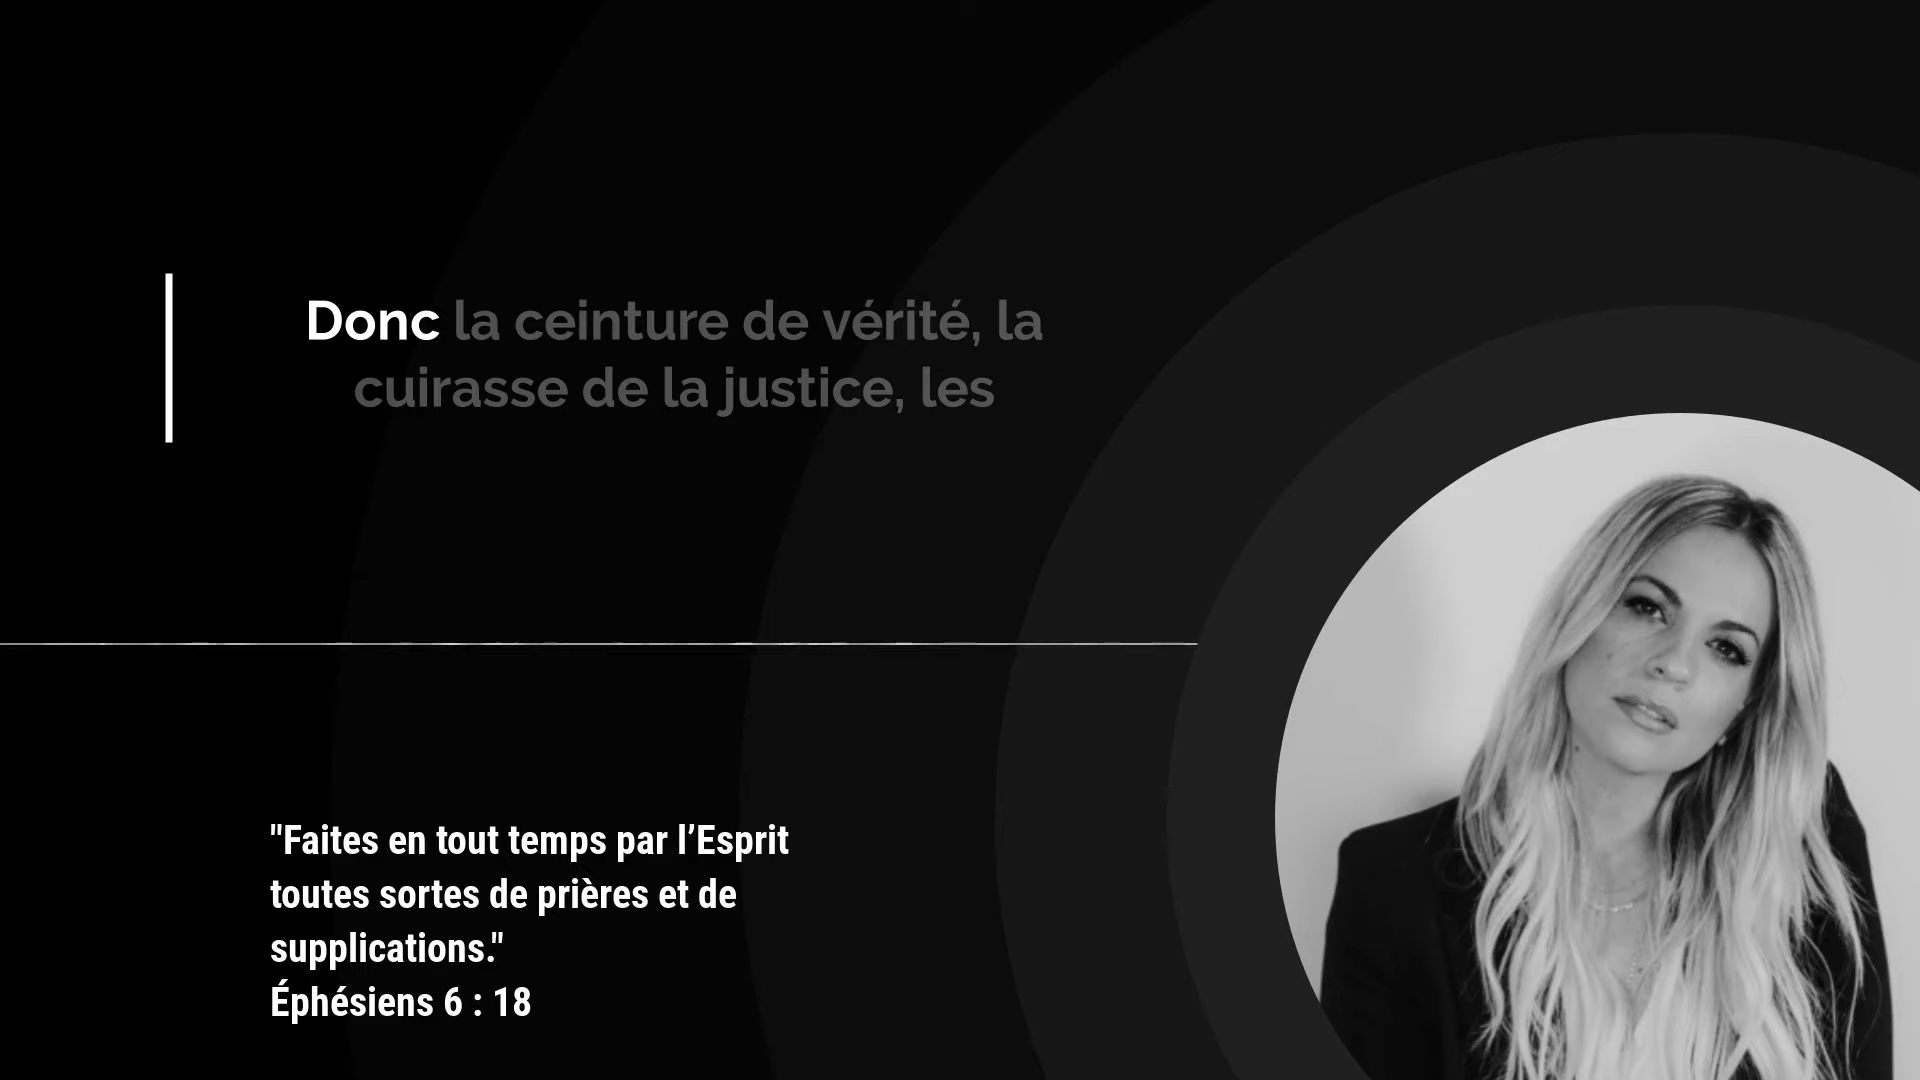 Donc la ceinture de vérité, la
cuirasse de la justice, les
"Faites en tout temps par l’Esprit
toutes sortes de prières et de
supplications."
Éphésiens 6 : 18